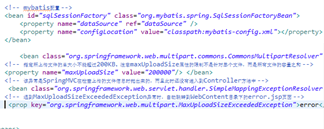 <!-- mybatis配置 -->
<bean id="sqlSessionFactory" class="org.mybatis.spring.SqlSessionFactoryBean">
<property name="dataSource" ref="dataSource" />
<property name="configLocation" value="classpath:mybatis-config.xml"></property>
</bean>
<bean class="org.springframework.web.multipart.commons.CommonsMultipartResolver"
<property name="maxUploadSize" value="200000"/> </bean>
<bean class="org.springframework.web.servlet.handler.SimpleMappingExceptionResolver"
<prop key="org.springframework.web.multipart.MaxUploadSizeExceededException">error<